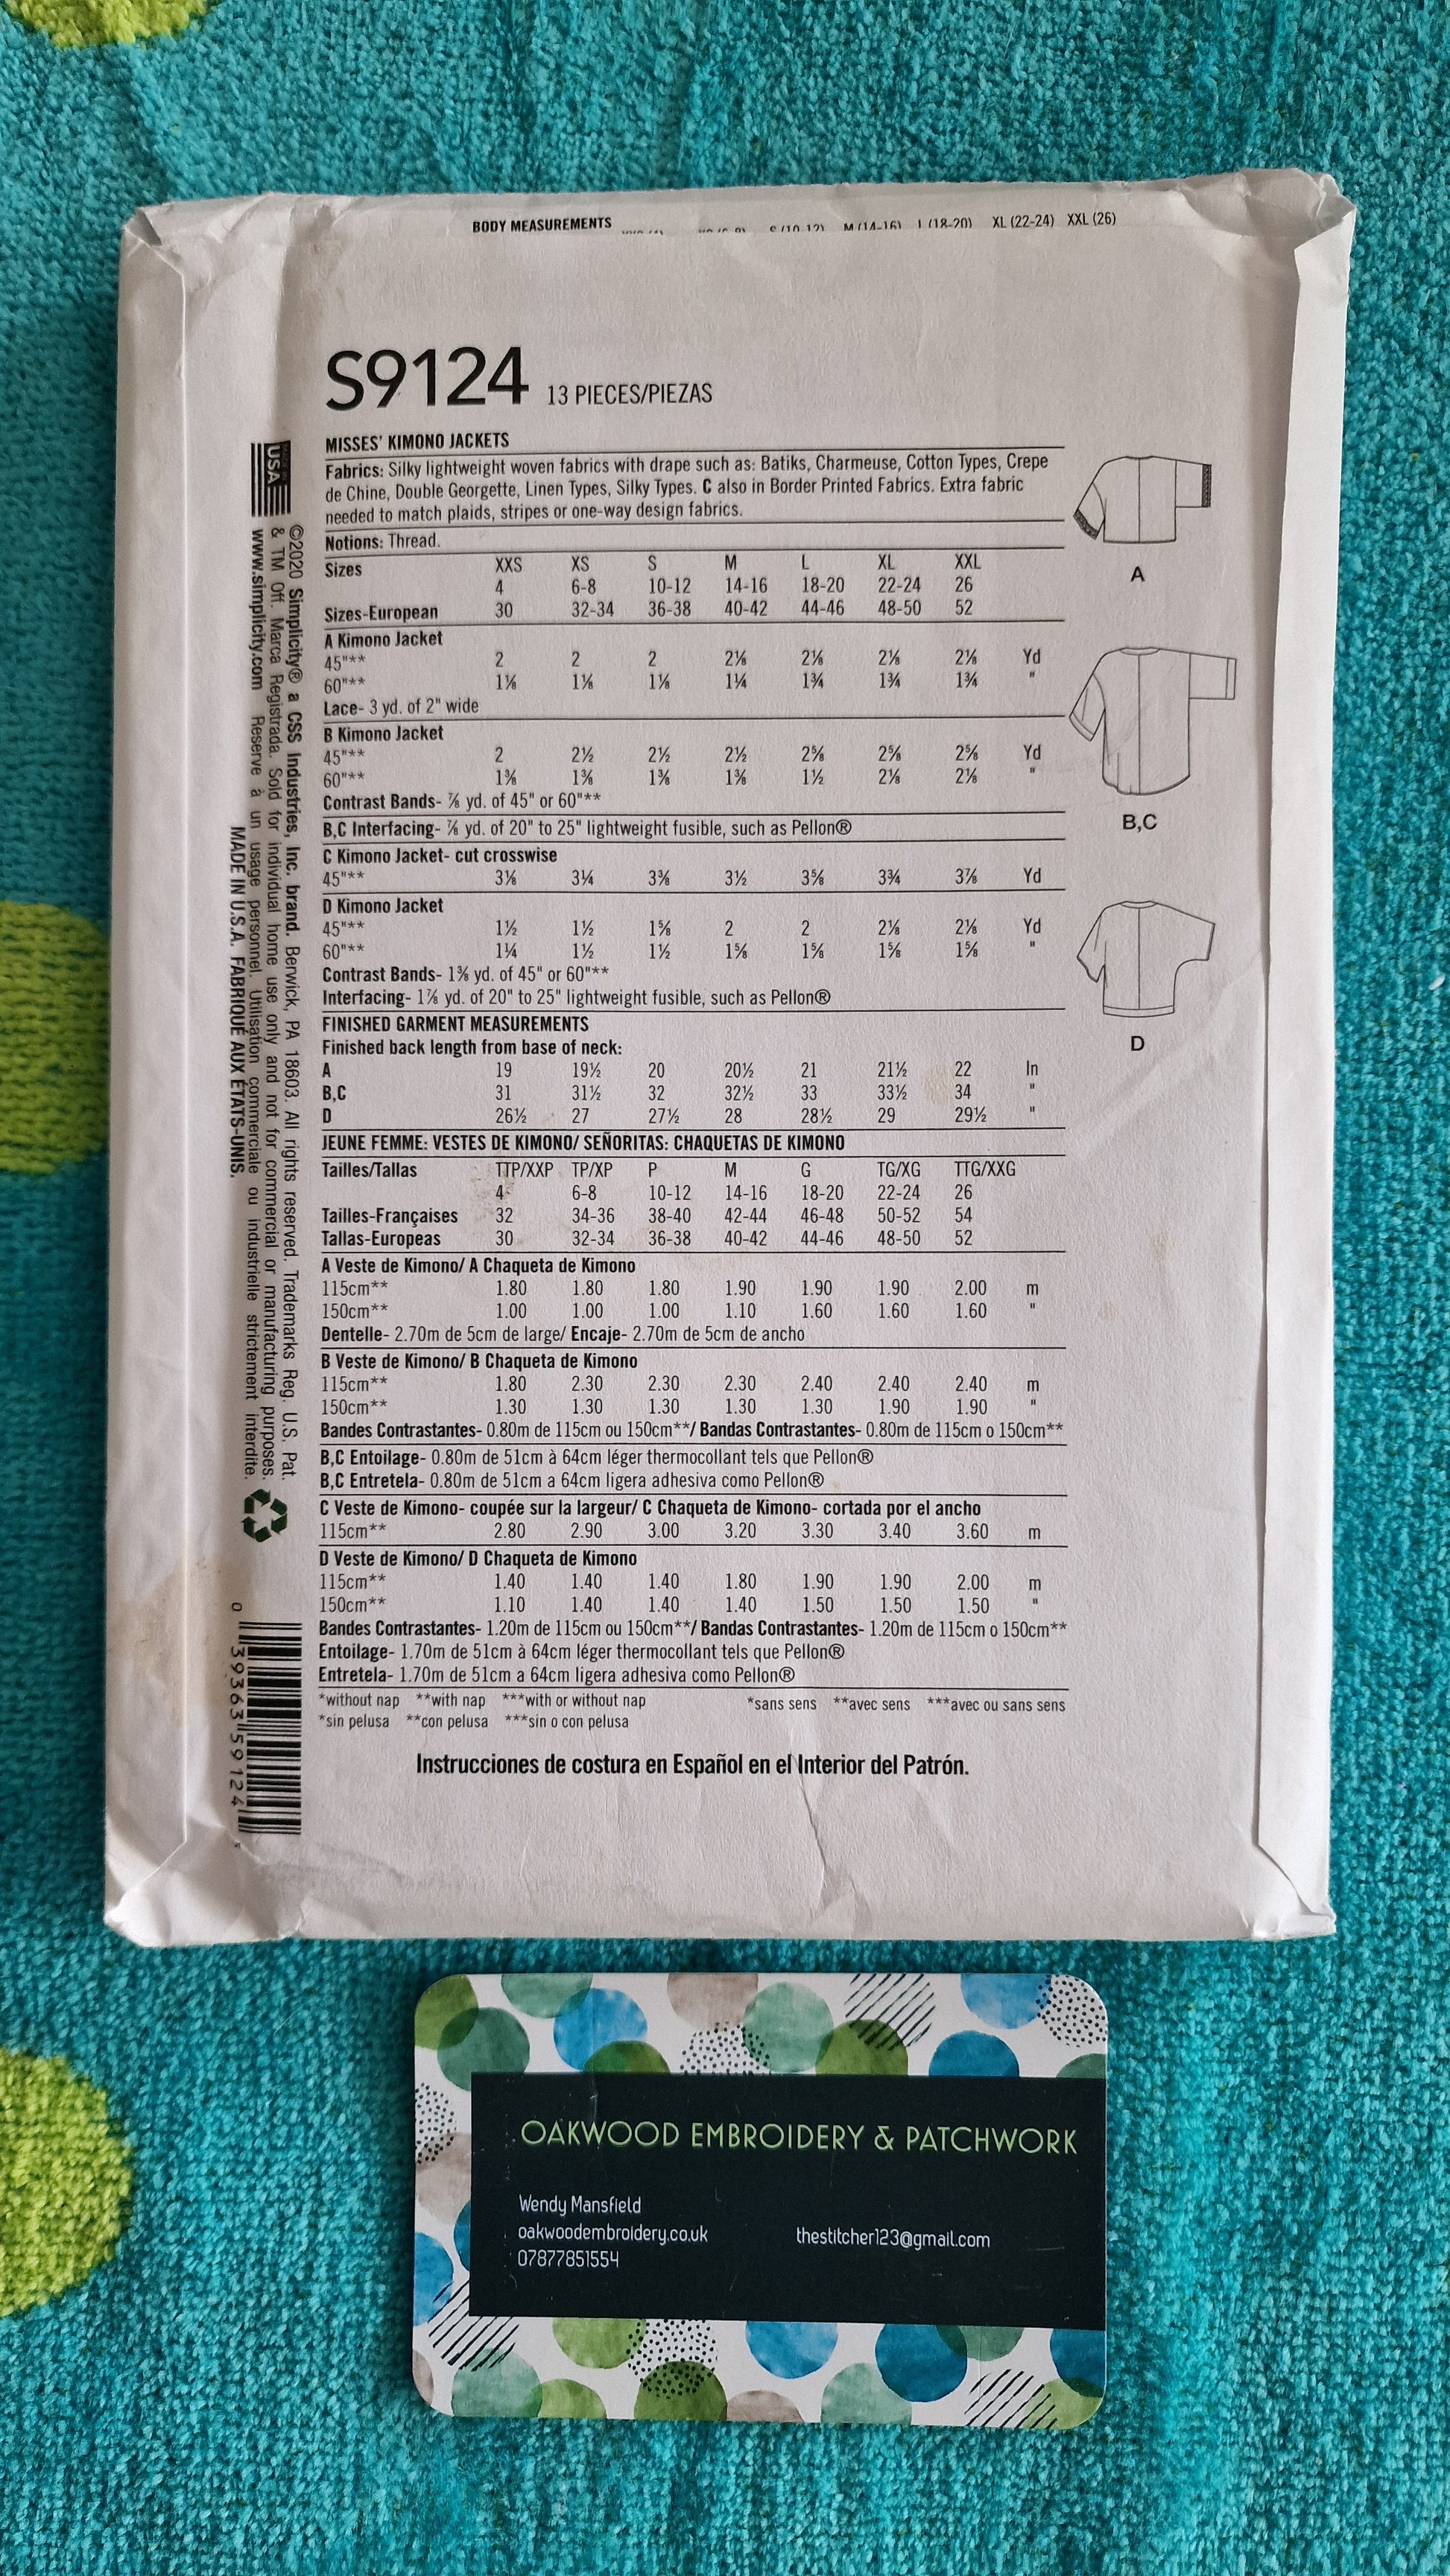 BODY MEASUREMENTS M (14-16) L (18-20) XL (22-24) XXL (26)
S9124 13 PIECES/PIEZAS
MISSES' KIMONO JACKETS
Fabrics: Silky lightweight woven fabrics with drape such as: Batiks, Charmeuse, Cotton Types, Crepe
de Chine, Double Georgette, Linen Types, Silky Types. C also in Border Printed Fabrics. Extra fabric
needed to match plaids, stripes or one-way design fabrics.
Notions: Thread.
Sizes XXS XS S M L XL XXL
4 6-8 10-12 14-16 18-20 22-24 26
Sizes-European 30 32-34 36-38 40-42 44-46 48-50 52
A Kimono Jacket
45"** 2 2 2 2⅛ 2⅛ 2⅛ 2⅛ Yd
60"** 1⅛ 1⅛ 1⅛ 1¼ 1¾ 1¾ 1¾ "
Lace- 3 yd. of 2" wide
B Kimono Jacket
45"** 2 2½ 2½ 2½ 2⅝ 2⅝ 2⅝ Yd
60"** 1⅜ 1⅜ 1⅜ 1⅜ 1½ 2⅛ 2⅛ "
Contrast Bands- ⅞ yd. of 45" or 60"**
B,C Interfacing- ⅞ yd. of 20" to 25" lightweight fusible, such as Pellon®
C Kimono Jacket- cut crosswise
45"** 3⅛ 3¼ 3⅜ 3½ 3⅝ 3¾ 3⅞ Yd
D Kimono Jacket
45"** 1½ 1½ 1⅝ 2 2 2⅛ 2⅛ Yd
60"** 1¼ 1½ 1½ 1⅝ 1⅝ 1⅝ 1⅝ "
Contrast Bands- 1⅜ yd. of 45" or 60"**
Interfacing- 1⅞ yd. of 20" to 25" lightweight fusible, such as Pellon®
FINISHED GARMENT MEASUREMENTS
Finished back length from base of neck:
A 19 19½ 20 20½ 21 21½ 22 In
B,C 31 31½ 32 32½ 33 33½ 34 "
D 26½ 27 27½ 28 28½ 29 29½ "
JEUNE FEMME: VESTES DE KIMONO/ SEÑORITAS: CHAQUETAS DE KIMONO
Tailles/Tallas TTP/XXP TP/XP P M G TG/XG TTG/XXG
4 6-8 10-12 14-16 18-20 22-24 26
Tailles-Françaises 32 34-36 38-40 42-44 46-48 50-52 54
Tallas-Europeas 30 32-34 36-38 40-42 44-46 48-50 52
A Veste de Kimono/ A Chaqueta de Kimono
115cm** 1.80 1.80 1.80 1.90 1.90 1.90 2.00 m
150cm** 1.00 1.00 1.00 1.10 1.60 1.60 1.60 "
Dentelle- 2.70m de 5cm de large/ Encaje- 2.70m de 5cm de ancho
B Veste de Kimono/ B Chaqueta de Kimono
115cm** 1.80 2.30 2.30 2.30 2.40 2.40 2.40 m
150cm** 1.30 1.30 1.30 1.30 1.30 1.90 1.90 "
Bandes Contrastantes- 0.80m de 115cm ou 150cm**/ Bandas Contrastantes- 0.80m de 115cm o 150cm**
B,C Entoilage- 0.80m de 51cm à 64cm léger thermocollant tels que Pellon®
B,C Entretela- 0.80m de 51cm a 64cm ligera adhesiva como Pellon®
C Veste de Kimono- coupée sur la largeur/ C Chaqueta de Kimono- cortada por el ancho
115cm** 2.80 2.90 3.00 3.20 3.30 3.40 3.60 m
D Veste de Kimono/ D Chaqueta de Kimono
115cm** 1.40 1.40 1.40 1.80 1.90 1.90 2.00 m
150cm** 1.10 1.40 1.40 1.40 1.50 1.50 1.50 "
Bandes Contrastantes- 1.20m de 115cm ou 150cm**/ Bandas Contrastantes- 1.20m de 115cm o 150cm**
Entoilage- 1.70m de 51cm à 64cm léger thermocollant tels que Pellon®
Entretela- 1.70m de 51cm a 64cm ligera adhesiva como Pellon®
*without nap **with nap ***with or without nap *sans sens **avec sens ***avec ou sans sens
*sin pelusa **con pelusa ***sin o con pelusa
Instrucciones de costura en Español en el Interior del Patrón.
A
B,C
D
USA
©2020 Simplicity® a CSS Industries, Inc. brand. Berwick, PA 18603. All rights reserved. Trademarks Reg. U.S. Pat.
& TM Off. Marca Registrada. Sold for individual home use only and not for commercial or manufacturing purposes.
www.simplicity.com Reserve à un usage personnel. Utilisation commerciale ou industrielle strictement interdite.
MADE IN U.S.A. FABRIQUÉ AUX ÉTATS-UNIS.
0 39363 59124 5
OAKWOOD EMBROIDERY & PATCHWORK
Wendy Mansfield
oakwoodembroidery.co.uk thestitcher123@gmail.com
07877851554